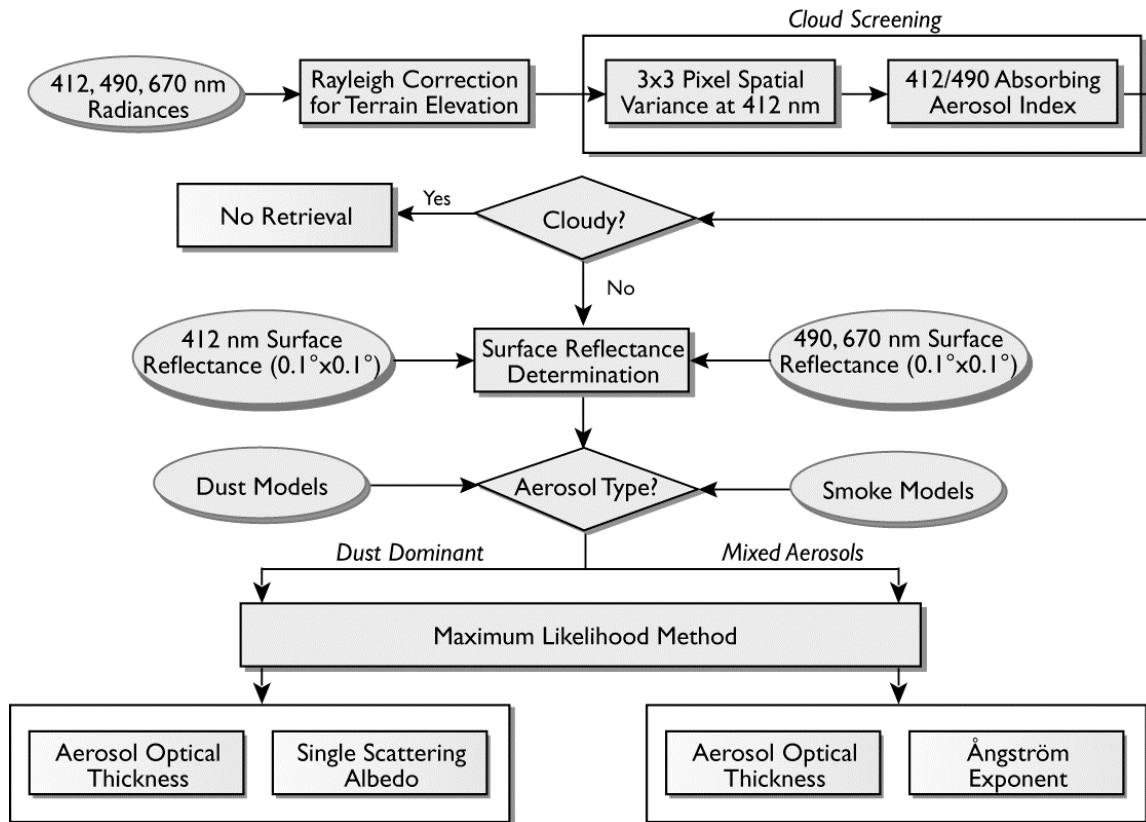 Cloud Screening
412, 490, 670 nm
Radiances
Rayleigh Correction
for Terrain Elevation
3x3 Pixel Spatial
Variance at 412 nm
412/490 Absorbing
Aerosol Index
No Retrieval
Yes
Cloudy?
No
412 nm Surface
Reflectance (0.1°x0.1°)
Surface Reflectance
Determination
490, 670 nm Surface
Reflectance (0.1°x0.1°)
Dust Models
Aerosol Type?
Smoke Models
Dust Dominant
Mixed Aerosols
Maximum Likelihood Method
Aerosol Optical
Thickness
Single Scattering
Albedo
Aerosol Optical
Thickness
Ångström
Exponent